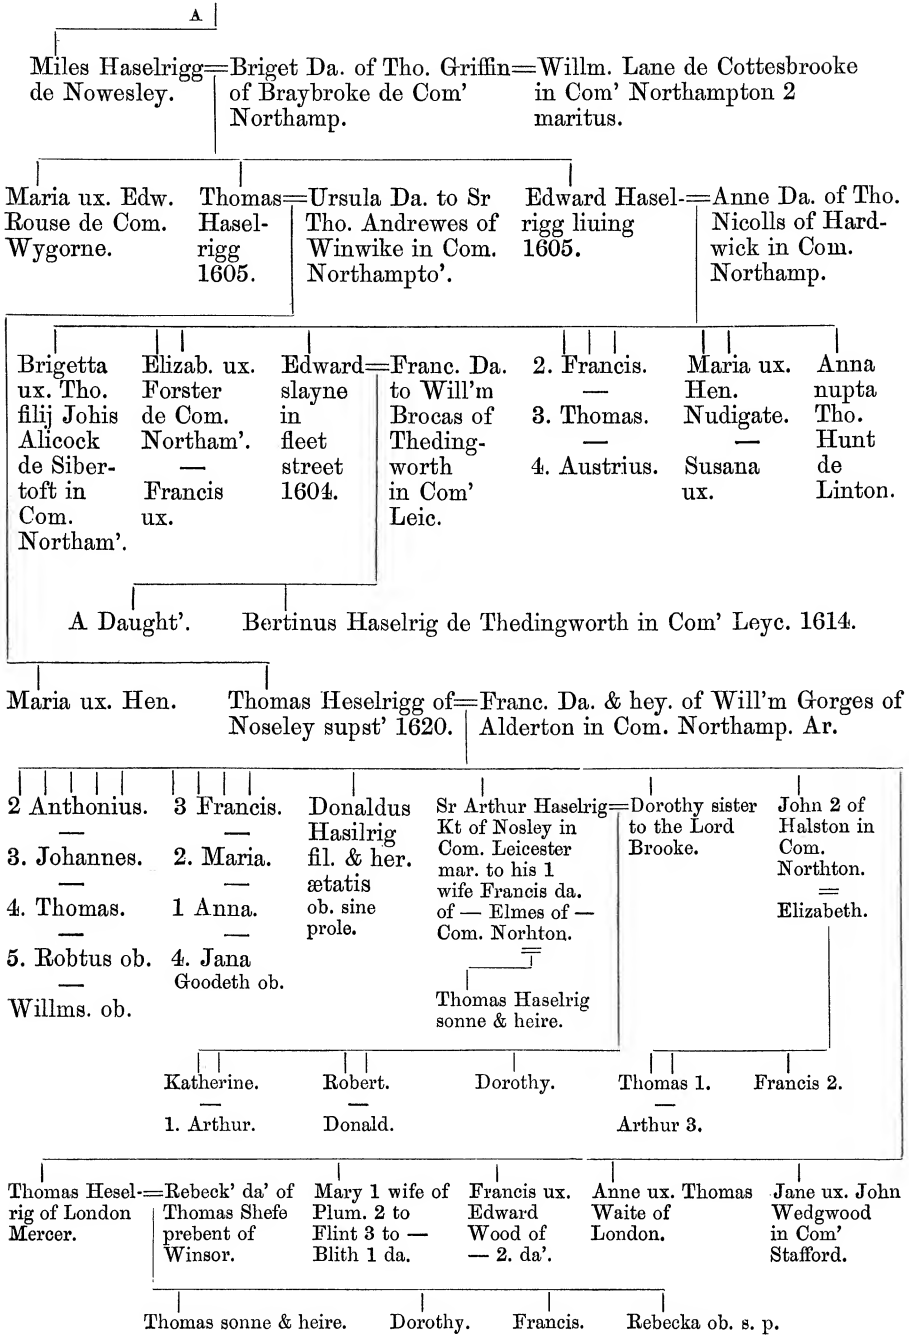 A
Miles Haselrigg=Briget Da. of Tho. Griffin=Willm. Lane de Cottesbrooke
de Nowesley.
of Braybroke de Com'
Northamp.
in Com' Northampton 2
maritus.
Maria ux. Edw.
Rouse de Com.
Wygorne.
Thomas=Ursula Da. to Sr
Hasel-
rigg
1605.
Tho. Andrewes of
Winwike in Com.
Northampto'.
Edward Hasel-=Anne Da. of Tho.
rigg liuing
1605.
Nicolls of Hard-
wick in Com.
Northamp.
Brigetta
ux. Tho.
filij Johis
Alicock
de Siber-
toft in
Com.
Northam'.
Elizab. ux.
Forster
de Com.
Northam'.
—
Francis
ux.
Edward=Franc. Da.
slayne
in
fleet
street
1604.
to Will'm
Brocas of
Theding-
worth
in Com'
Leic.
2. Francis.
—
3. Thomas.
—
4. Austrius.
Maria ux.
Hen.
Nudigate.
—
Susana
ux.
Anna
nupta
Tho.
Hunt
de
Linton.
A Daught'.
Bertinus Haselrig de Thedingworth in Com' Leyc. 1614.
Maria ux. Hen.
Thomas Heselrigg of=Franc. Da. & hey. of Will'm Gorges of
Noseley supst' 1620.
Alderton in Com. Northamp. Ar.
2 Anthonius.
—
3. Johannes.
—
4. Thomas.
—
5. Robtus ob.
—
Willms. ob.
3 Francis.
—
2. Maria.
—
1 Anna.
—
4. Jana
Goodeth ob.
Donaldus
Hasilrig
fil. & her.
ætatis
ob. sine
prole.
Sr Arthur Haselrig=Dorothy sister
Kt of Nosley in
Com. Leicester
mar. to his 1
wife Francis da.
of — Elmes of —
Com. Norhton.
=
Thomas Haselrig
sonne & heire.
to the Lord
Brooke.
John 2 of
Halston in
Com.
Northton.
=
Elizabeth.
Katherine.
—
1. Arthur.
Robert.
—
Donald.
Dorothy.
Thomas 1.
—
Arthur 3.
Francis 2.
Thomas Hesel-=Rebeck' da' of
rig of London
Mercer.
Thomas Shefe
prebent of
Winsor.
Mary 1 wife of
Plum. 2 to
Flint 3 to —
Blith 1 da.
Francis ux.
Edward
Wood of
— 2. da'.
Anne ux. Thomas
Waite of
London.
Jane ux. John
Wedgwood
in Com'
Stafford.
Thomas sonne & heire.
Dorothy.
Francis.
Rebecka ob. s. p.